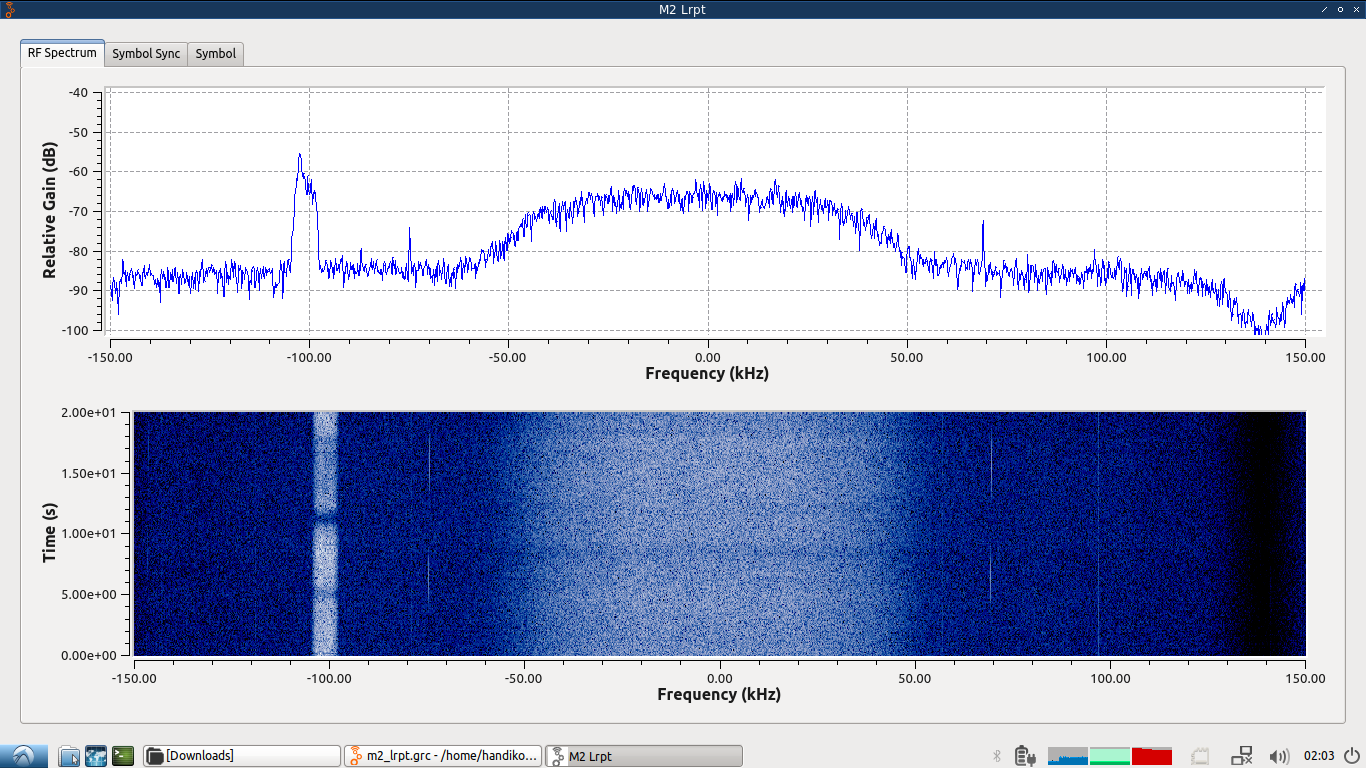 M2 Lrpt
RF Spectrum Symbol Sync Symbol
-40
-50
-60
-70
-80
-90
-100
Relative Gain (dB)
-150.00 -100.00 -50.00 0.00 50.00 100.00 150.00
Frequency (kHz)
2.00e+01
1.50e+01
1.00e+01
5.00e+00
0.00e+00
Time (s)
-150.00 -100.00 -50.00 0.00 50.00 100.00 150.00
Frequency (kHz)
[Downloads] m2_lrpt.grc - /home/handiko... M2 Lrpt 02:03